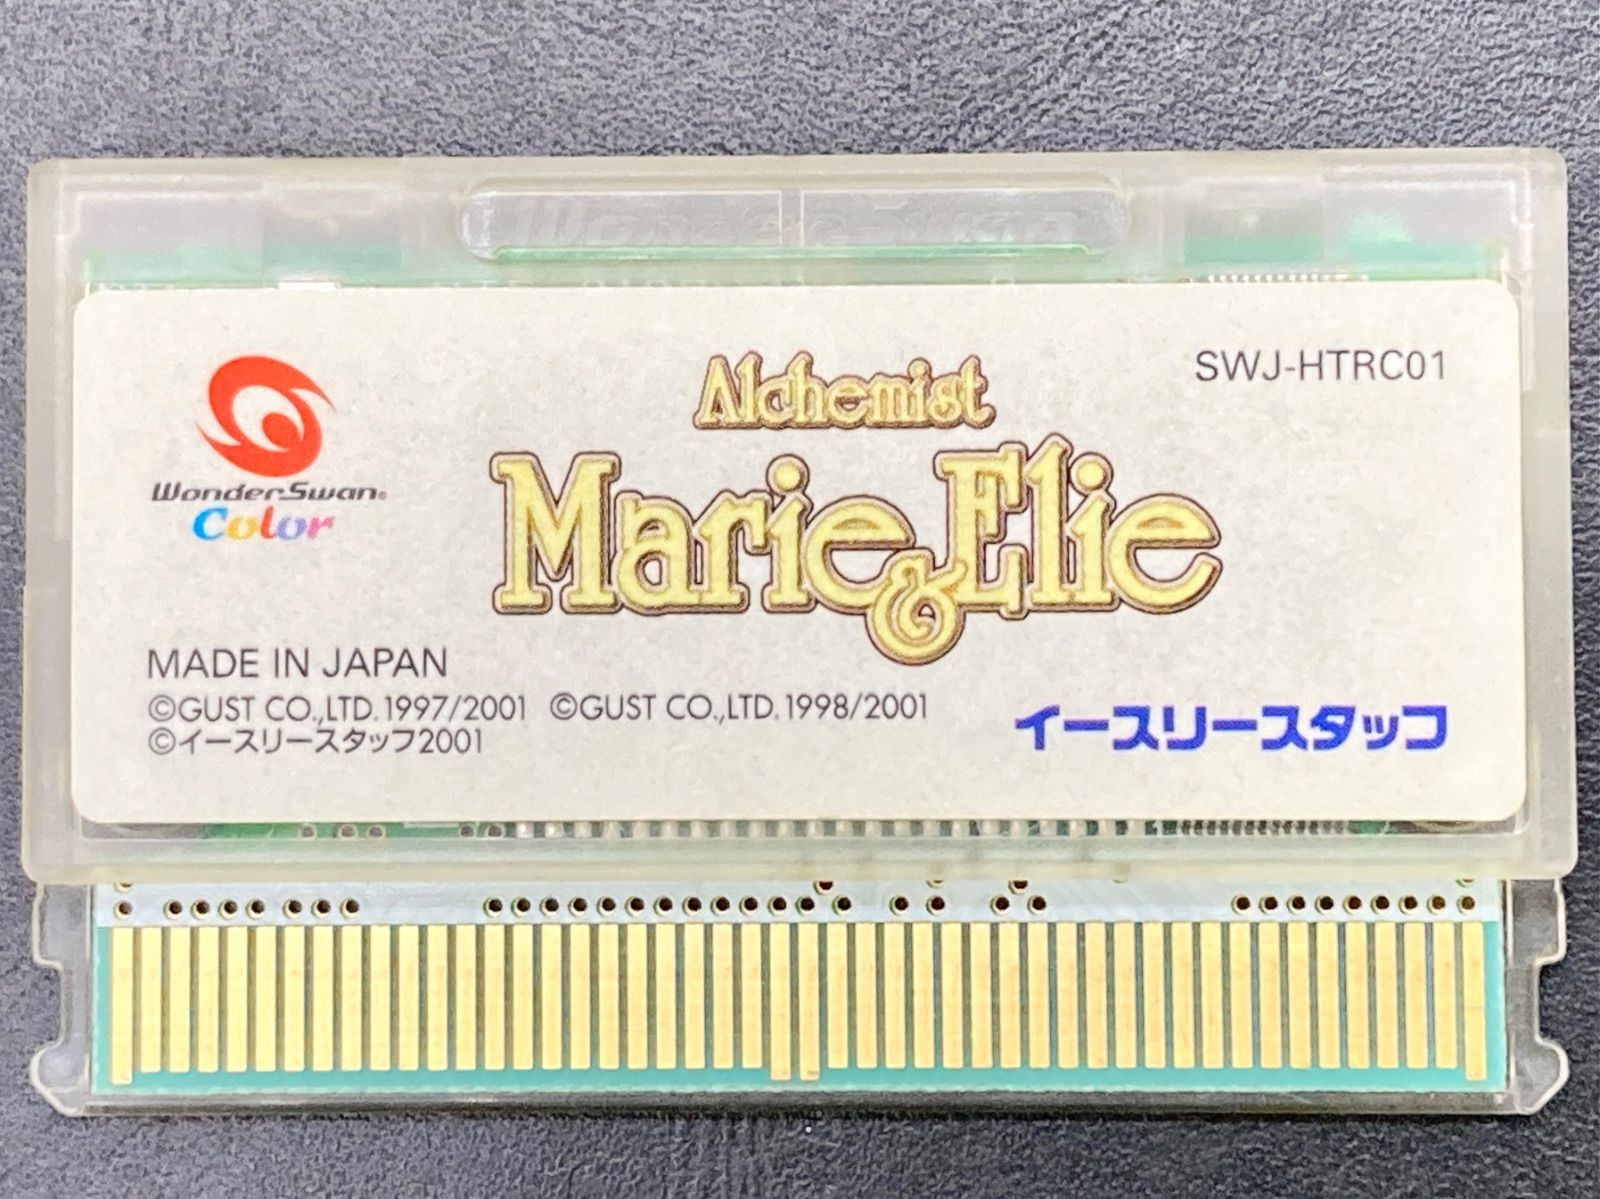 WonderSwan
Color
SWJ-HTRC01
Alchemist
Marie & Elie
MADE IN JAPAN
©GUST CO.,LTD.1997/2001 ©GUST CO.,LTD.1998/2001
©イースリースタッフ2001
イースリースタッフ